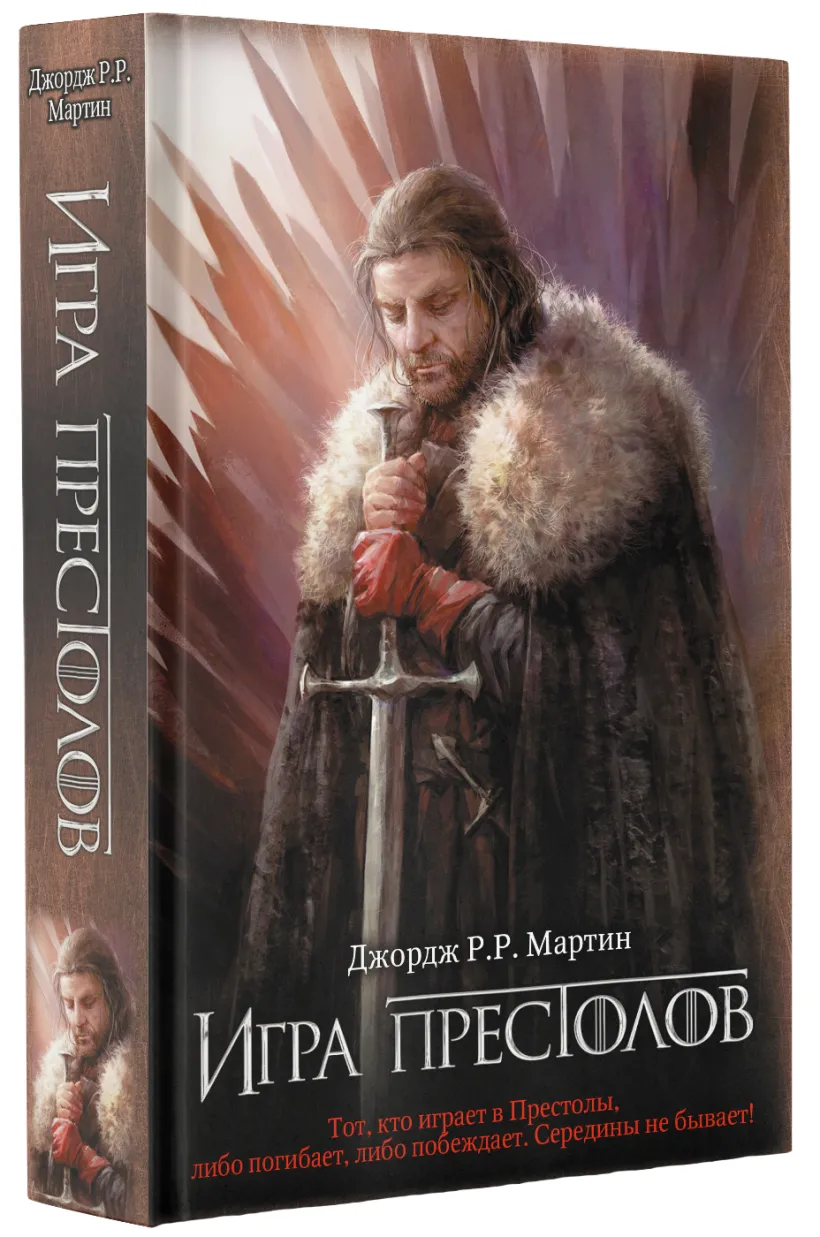 Джордж Р.Р.
Мартин
Игра престолов
Джордж Р.Р. Мартин
Игра престолов
Тот, кто играет в Престолы,
либо погибает, либо побеждает. Середины не бывает!